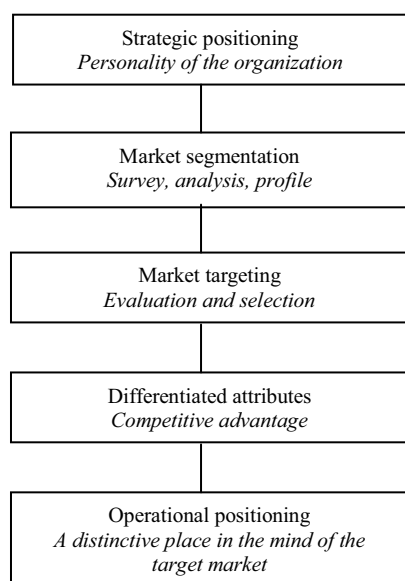 Strategic positioning
Personality of the organization
Market segmentation
Survey, analysis, profile
Market targeting
Evaluation and selection
Differentiated attributes
Competitive advantage
Operational positioning
A distinctive place in the mind of the
target market